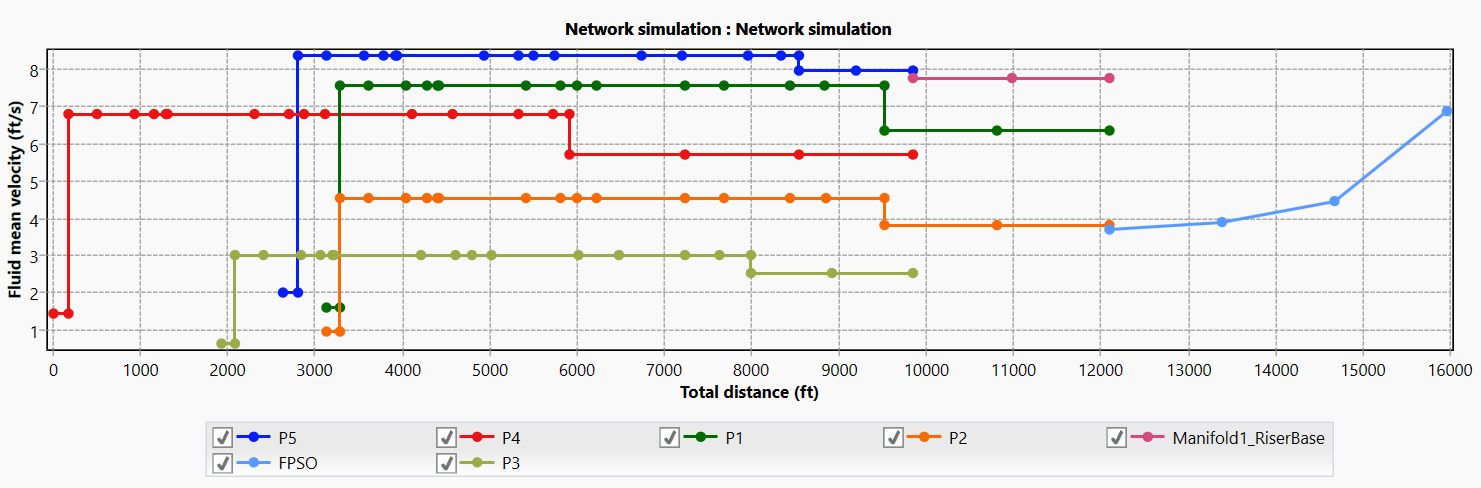 Network simulation : Network simulation
Fluid mean velocity (ft/s)
8
7
6
5
4
3
2
1
0 1000 2000 3000 4000 5000 6000 7000 8000 9000 10000 11000 12000 13000 14000 15000 16000
Total distance (ft)
P5 P4 P1 P2 Manifold1_RiserBase
FPSO P3